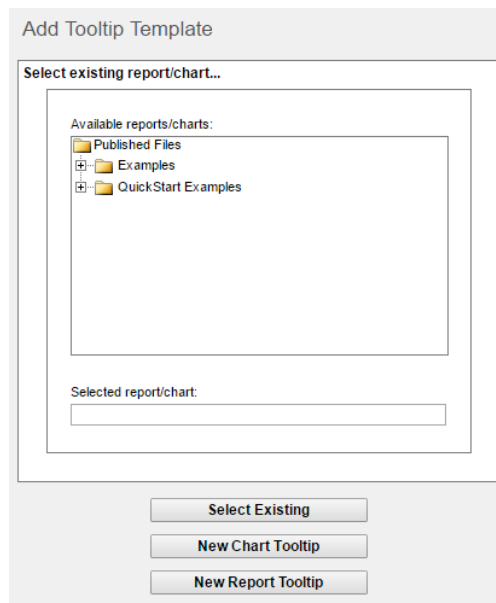 Add Tooltip Template
Select existing report/chart...
Available reports/charts:
Published Files
Examples
QuickStart Examples
Selected report/chart:
Select Existing
New Chart Tooltip
New Report Tooltip